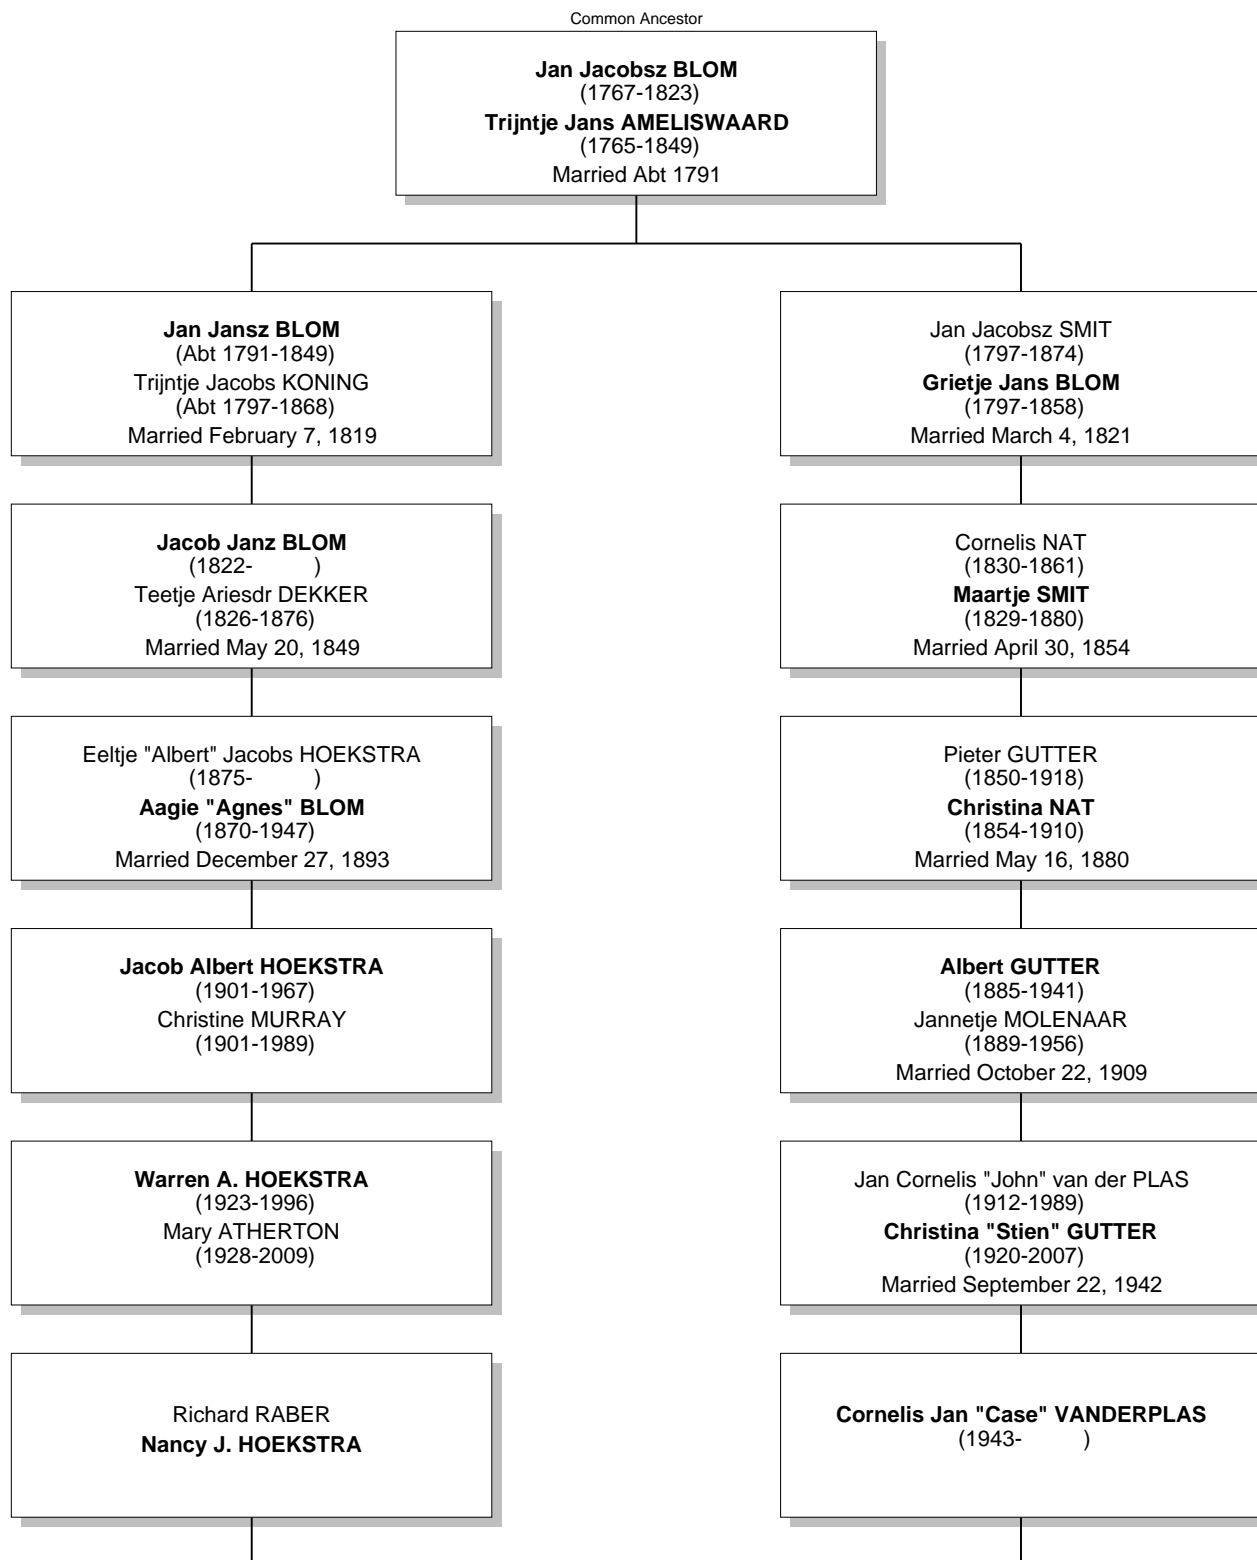 Common Ancestor
Jan Jacobsz BLOM
(1767-1823)
Trijntje Jans AMELISWAARD
(1765-1849)
Married Abt 1791
Jan Jansz BLOM
(Abt 1791-1849)
Trijntje Jacobs KONING
(Abt 1797-1868)
Married February 7, 1819
Jan Jacobsz SMIT
(1797-1874)
Grietje Jans BLOM
(1797-1858)
Married March 4, 1821
Jacob Janz BLOM
(1822- )
Teetje Ariesdr DEKKER
(1826-1876)
Married May 20, 1849
Cornelis NAT
(1830-1861)
Maartje SMIT
(1829-1880)
Married April 30, 1854
Eeltje "Albert" Jacobs HOEKSTRA
(1875- )
Aagie "Agnes" BLOM
(1870-1947)
Married December 27, 1893
Pieter GUTTER
(1850-1918)
Christina NAT
(1854-1910)
Married May 16, 1880
Jacob Albert HOEKSTRA
(1901-1967)
Christine MURRAY
(1901-1989)
Albert GUTTER
(1885-1941)
Jannetje MOLENAAR
(1889-1956)
Married October 22, 1909
Warren A. HOEKSTRA
(1923-1996)
Mary ATHERTON
(1928-2009)
Jan Cornelis "John" van der PLAS
(1912-1989)
Christina "Stien" GUTTER
(1920-2007)
Married September 22, 1942
Richard RABER
Nancy J. HOEKSTRA
Cornelis Jan "Case" VANDERPLAS
(1943- )